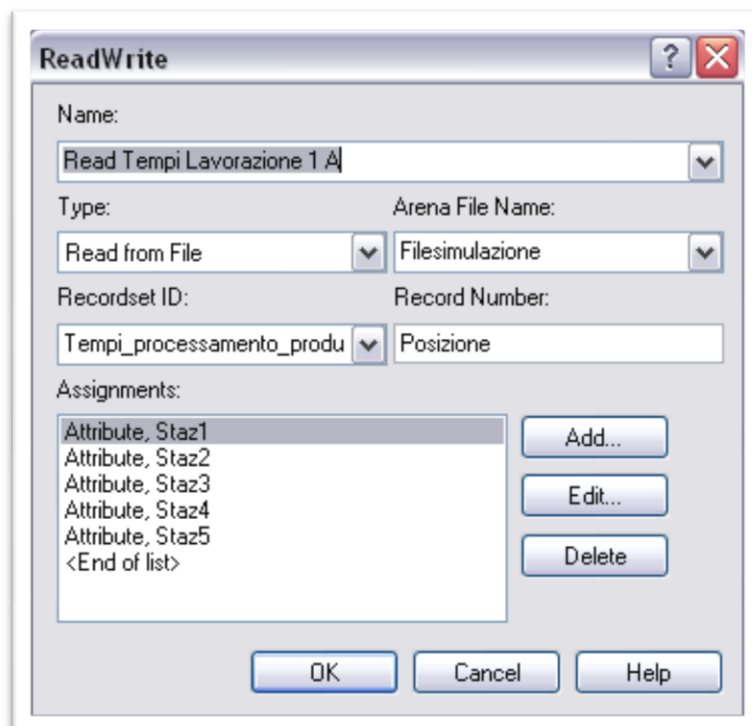 ReadWrite
Name:
Read Tempi Lavorazione 1 A
Type: Arena File Name:
Read from File Filesimulazione
Recordset ID: Record Number:
Tempi_processamento_produ Posizione
Assignments:
Attribute, Staz1
Attribute, Staz2
Attribute, Staz3
Attribute, Staz4
Attribute, Staz5
<End of list>
Add...
Edit...
Delete
OK Cancel Help